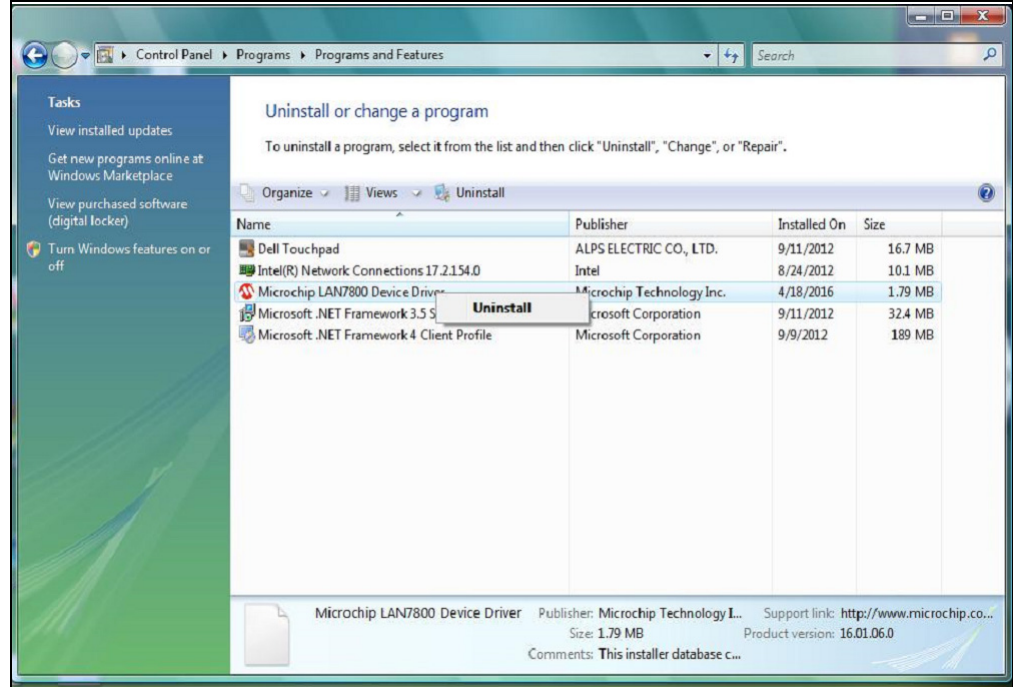 Control Panel ▸ Programs ▸ Programs and Features
Search
Tasks
View installed updates
Get new programs online at
Windows Marketplace
View purchased software
(digital locker)
Turn Windows features on or
off
Uninstall or change a program
To uninstall a program, select it from the list and then click "Uninstall", "Change", or "Repair".
Organize Views Uninstall
Name Publisher Installed On Size
Dell Touchpad ALPS ELECTRIC CO., LTD. 9/11/2012 16.7 MB
Intel(R) Network Connections 17.2.154.0 Intel 8/24/2012 10.1 MB
Microchip LAN7800 Device Driver Microchip Technology Inc. 4/18/2016 1.79 MB
Uninstall
Microsoft .NET Framework 3.5 S crosoft Corporation 9/11/2012 32.4 MB
Microsoft .NET Framework 4 Client Profile Microsoft Corporation 9/9/2012 189 MB
Microchip LAN7800 Device Driver Publisher: Microchip Technology I... Support link: http://www.microchip.co...
Size: 1.79 MB Product version: 16.01.06.0
Comments: This installer database c...